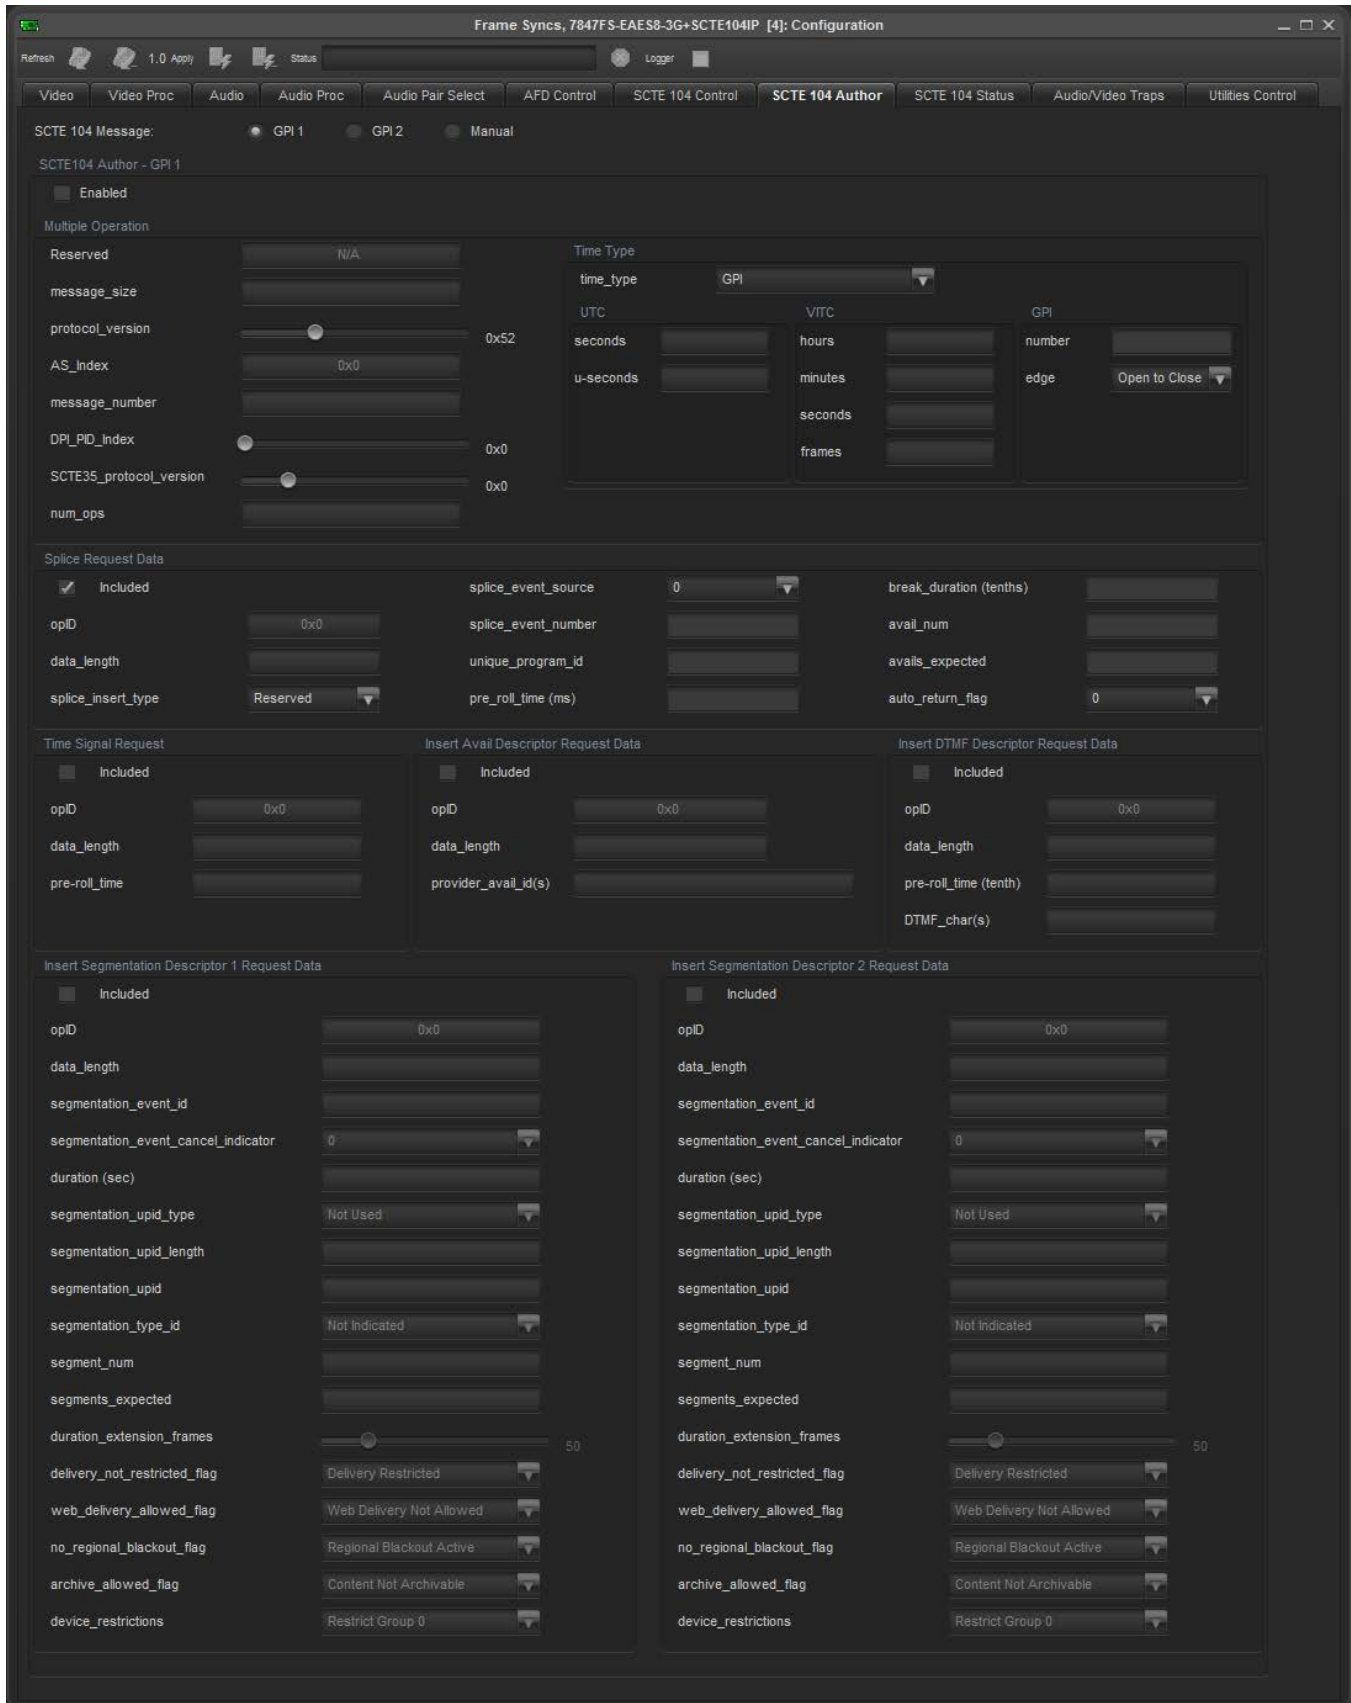 Frame Syncs, 7847FS-EAES8-3G+SCTE104IP [4]: Configuration
Refresh 1.0 Apply Status Logger
Video Video Proc Audio Audio Proc Audio Pair Select AFD Control SCTE 104 Control SCTE 104 Author SCTE 104 Status Audio/Video Traps Utilities Control
SCTE 104 Message: GPI 1 GPI 2 Manual
SCTE104 Author - GPI 1
Enabled
Multiple Operation
Reserved N/A
message_size
protocol_version 0x52
AS_Index 0x0
message_number
DPI_PID_Index 0x0
SCTE35_protocol_version 0x0
num_ops
Time Type
time_type GPI
UTC
seconds
u-seconds
VITC
hours
minutes
seconds
frames
GPI
number
edge Open to Close
Splice Request Data
Included splice_event_source 0 break_duration (tenths)
opID 0x0 splice_event_number avail_num
data_length unique_program_id avails_expected
splice_insert_type Reserved pre_roll_time (ms) auto_return_flag 0
Time Signal Request
Included
opID 0x0
data_length
pre-roll_time
Insert Avail Descriptor Request Data
Included
opID 0x0
data_length
provider_avail_id(s)
Insert DTMF Descriptor Request Data
Included
opID 0x0
data_length
pre-roll_time (tenth)
DTMF_char(s)
Insert Segmentation Descriptor 1 Request Data
Included
opID 0x0
data_length
segmentation_event_id
segmentation_event_cancel_indicator 0
duration (sec)
segmentation_upid_type Not Used
segmentation_upid_length
segmentation_upid
segmentation_type_id Not Indicated
segment_num
segments_expected
duration_extension_frames 50
delivery_not_restricted_flag Delivery Restricted
web_delivery_allowed_flag Web Delivery Not Allowed
no_regional_blackout_flag Regional Blackout Active
archive_allowed_flag Content Not Archivable
device_restrictions Restrict Group 0
Insert Segmentation Descriptor 2 Request Data
Included
opID 0x0
data_length
segmentation_event_id
segmentation_event_cancel_indicator 0
duration (sec)
segmentation_upid_type Not Used
segmentation_upid_length
segmentation_upid
segmentation_type_id Not Indicated
segment_num
segments_expected
duration_extension_frames 50
delivery_not_restricted_flag Delivery Restricted
web_delivery_allowed_flag Web Delivery Not Allowed
no_regional_blackout_flag Regional Blackout Active
archive_allowed_flag Content Not Archivable
device_restrictions Restrict Group 0